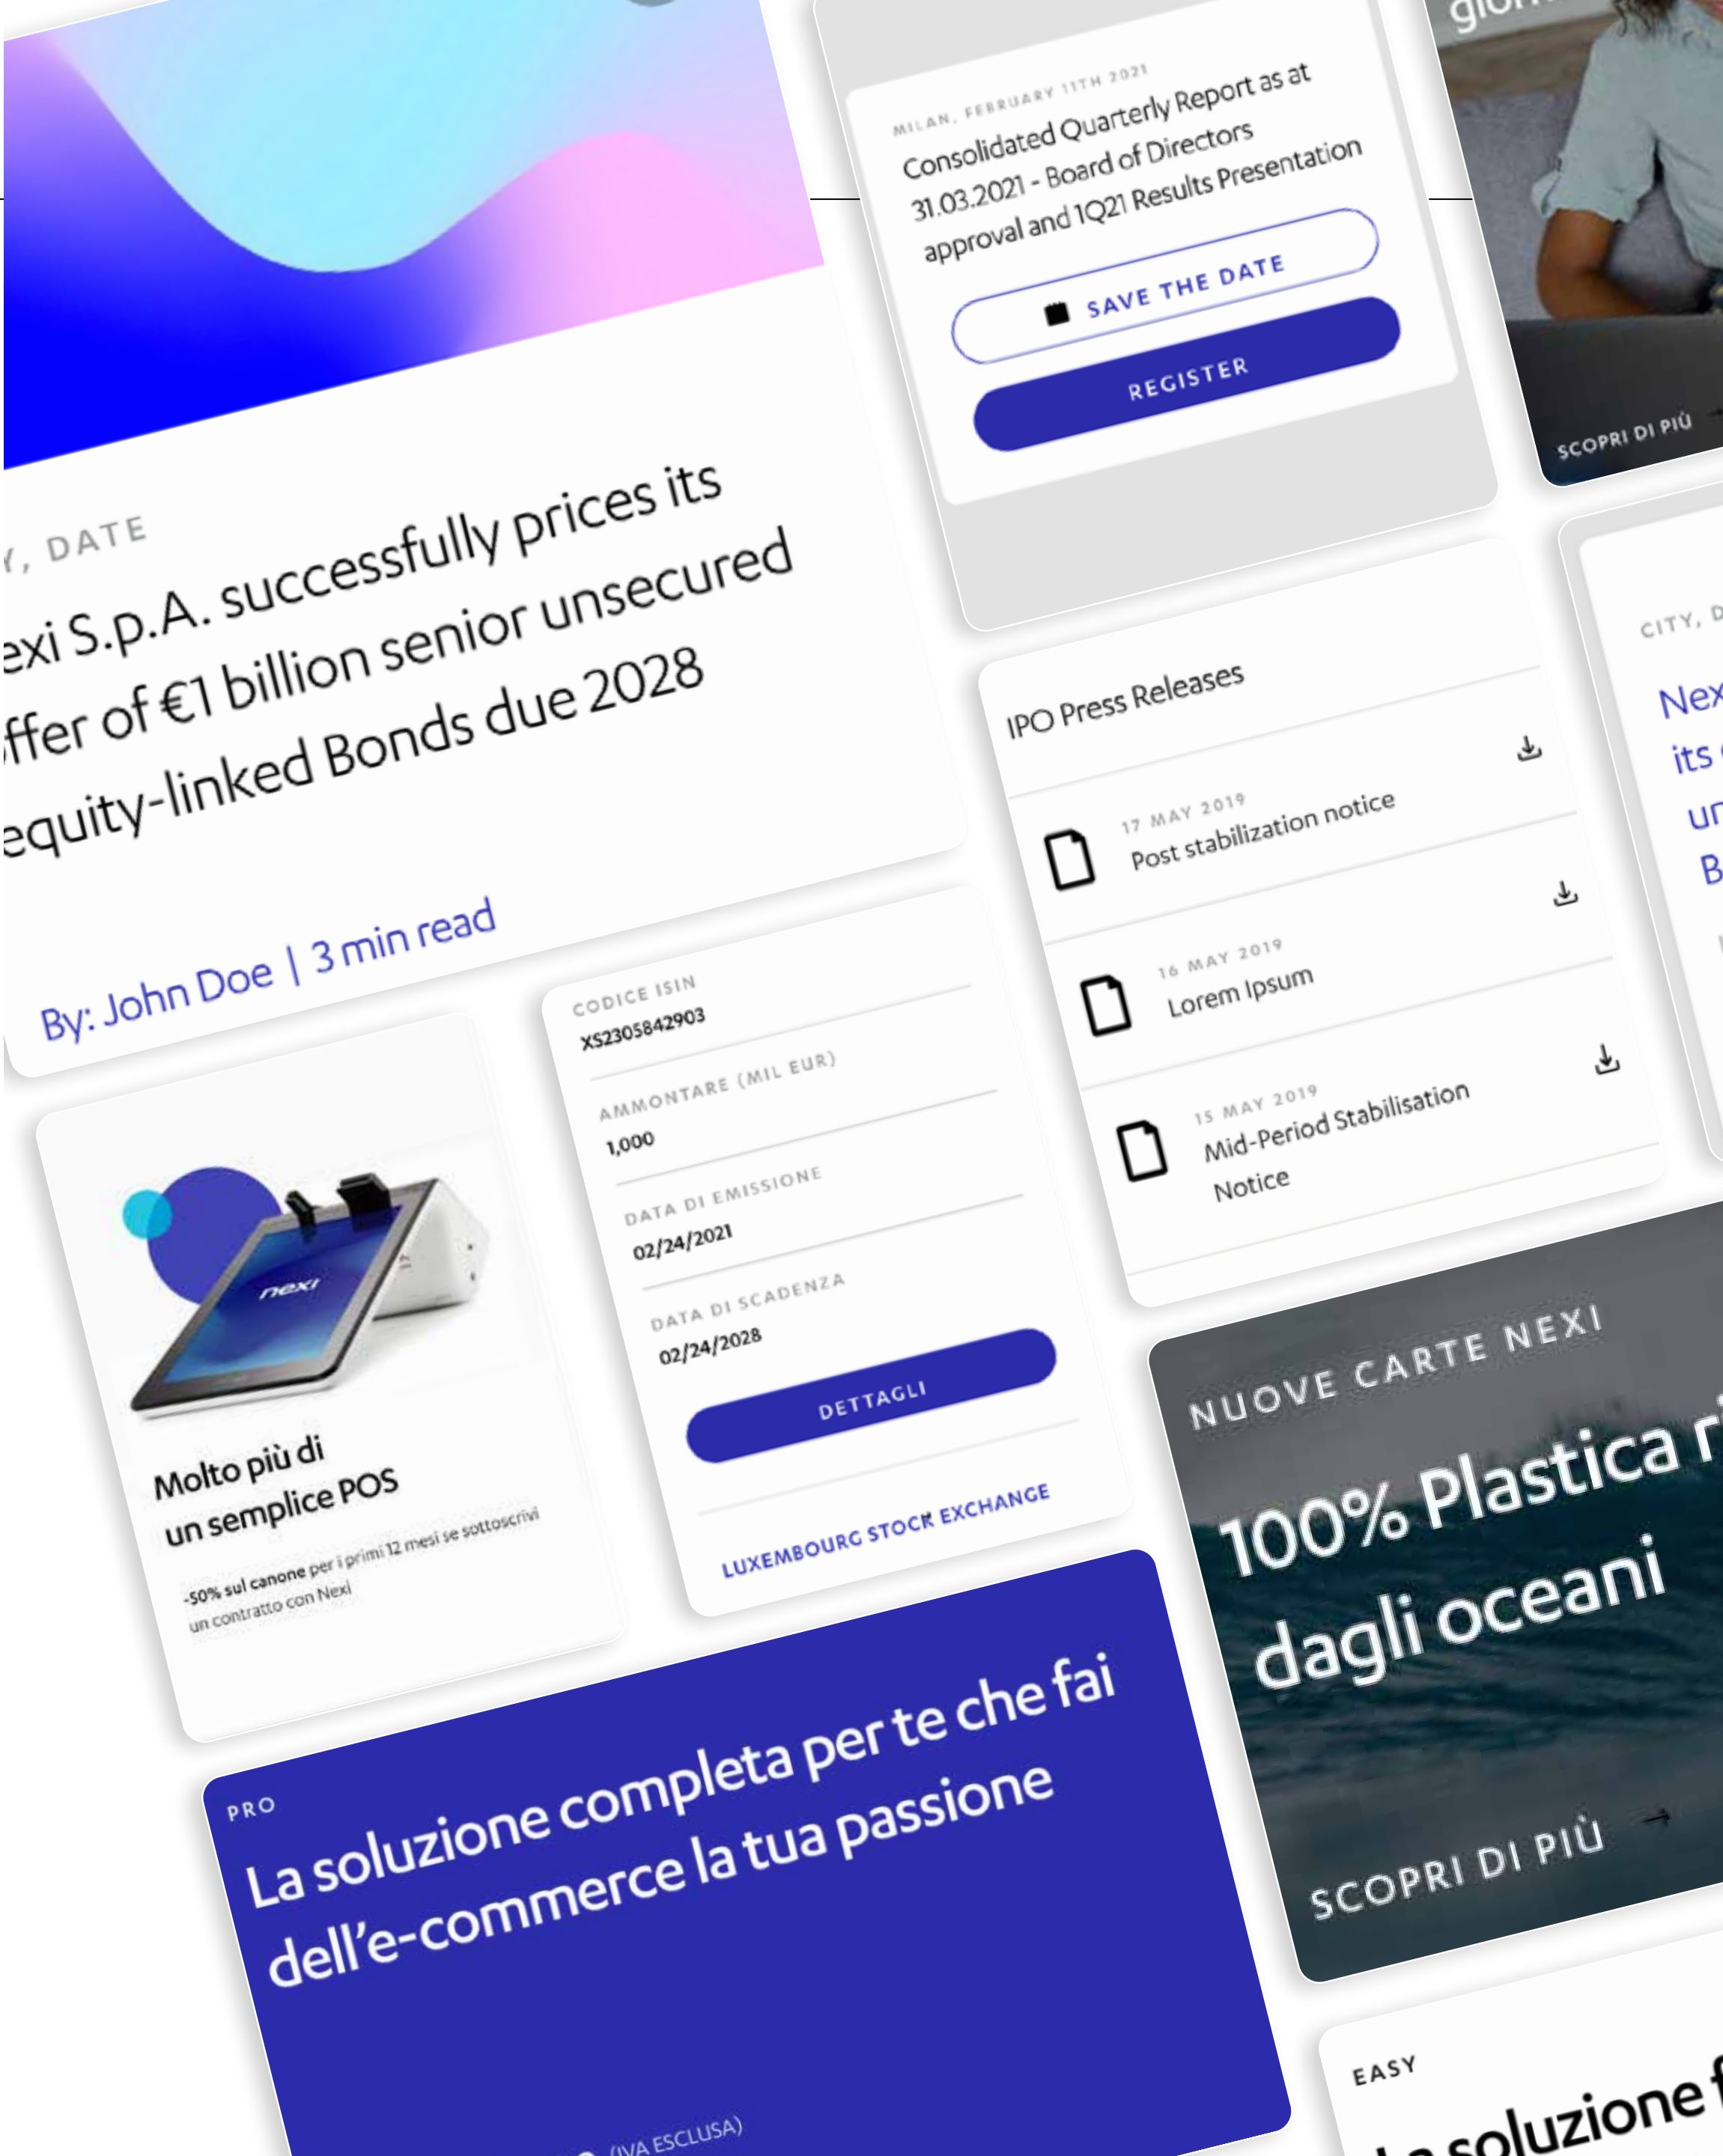 MILAN, FEBRUARY 11TH 2021
Consolidated Quarterly Report as at
31.03.2021 - Board of Directors
approval and 1Q21 Results Presentation
SAVE THE DATE
REGISTER
SCOPRI DI PIÙ
DATE
exi S.p.A. successfully prices its
ffer of €1 billion senior unsecured
equity-linked Bonds due 2028
By: John Doe | 3 min read
IPO Press Releases
17 MAY 2019
Post stabilization notice
16 MAY 2019
Lorem Ipsum
15 MAY 2019
Mid-Period Stabilisation
Notice
CITY, D
Nex
its
un
B
CODICE ISIN
XS2305842903
AMMONTARE (MIL EUR)
1,000
DATA DI EMISSIONE
02/24/2021
DATA DI SCADENZA
02/24/2028
DETTAGLI
LUXEMBOURG STOCK EXCHANGE
nexi
Molto più di
un semplice POS
-50% sul canone per i primi 12 mesi se sottoscrivi
un contratto con Nexi
NUOVE CARTE NEXI
100% Plastica ri
dagli oceani
SCOPRI DI PIÙ
PRO
La soluzione completa per te che fai
dell'e-commerce la tua passione
(IVA ESCLUSA)
EASY
La soluzione f